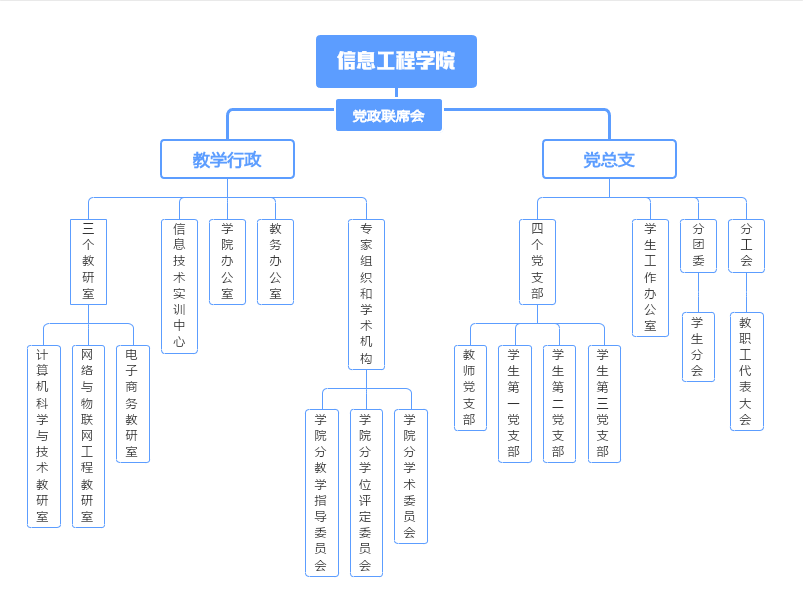 信息工程学院
党政联席会
教学行政
党总支
三个教研室
信息技术实训中心
学院办公室
教务办公室
专家组织和学术机构
四个党支部
学生工作办公室
分团委
分工会
学生分会
教职工代表大会
计算机科学与技术教研室
网络与物联网工程教研室
电子商务教研室
教师党支部
学生第一党支部
学生第二党支部
学生第三党支部
学院分教学指导委员会
学院分学位评定委员会
学院分学术委员会